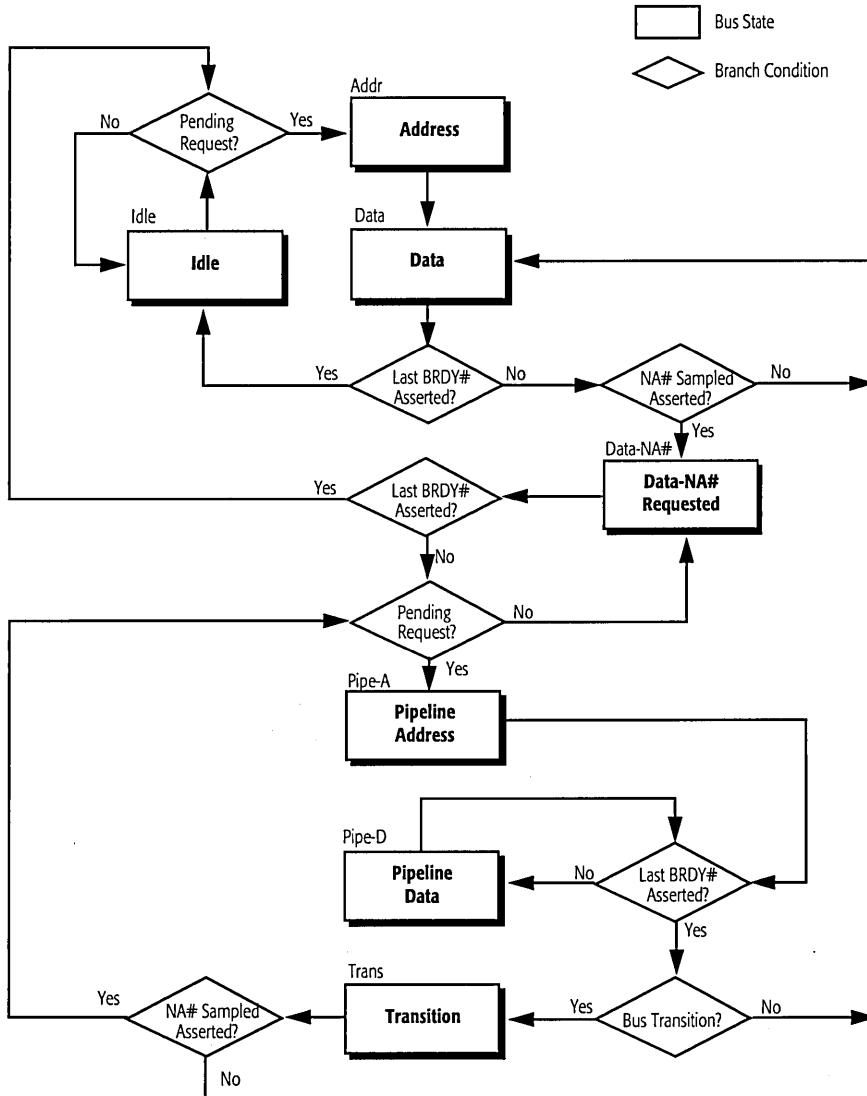 Bus State
Branch Condition
Addr
Address
No
Pending
Request?
Yes
Idle
Idle
Data
Data
Yes
Last BRDY#
Asserted?
No
NA# Sampled
Asserted?
No
Yes
Data-NA#
Data-NA#
Requested
Yes
Last BRDY#
Asserted?
No
Pending
Request?
No
Yes
Pipe-A
Pipeline
Address
Pipe-D
Pipeline
Data
No
Last BRDY#
Asserted?
Yes
Trans
Transition
Yes
Bus Transition?
No
Yes
NA# Sampled
Asserted?
No